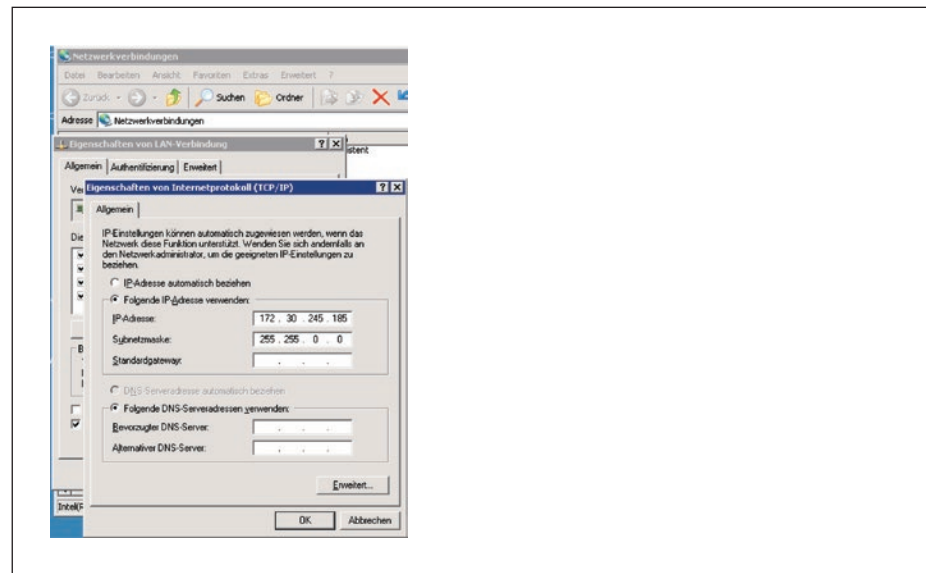 Netzwerkverbindungen
Datei Bearbeiten Ansicht Favoriten Extras Erweitert ?
Zurück Suchen Ordner
Adresse Netzwerkverbindungen
Eigenschaften von LAN-Verbindung
Allgemein Authentifizierung Erweitert
Eigenschaften von Internetprotokoll (TCP/IP)
Allgemein
IP-Einstellungen können automatisch zugewiesen werden, wenn das
Netzwerk diese Funktion unterstützt. Wenden Sie sich andernfalls an
den Netzwerkadministrator, um die geeigneten IP-Einstellungen zu
beziehen.
IP-Adresse automatisch beziehen
Folgende IP-Adresse verwenden:
IP-Adresse: 172 . 30 . 245 . 185
Subnetzmaske: 255 . 255 . 0 . 0
Standardgateway: . . .
DNS-Serveradresse automatisch beziehen
Folgende DNS-Serveradressen verwenden:
Bevorzugter DNS-Server: . . .
Alternativer DNS-Server: . . .
Erweitert...
OK Abbrechen